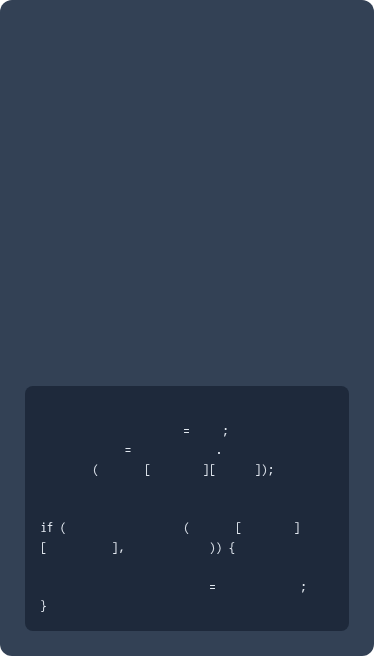 = ;
= .
( [ ][ ]);
if ( ( [ ]
[ ], )) {
= ;
}